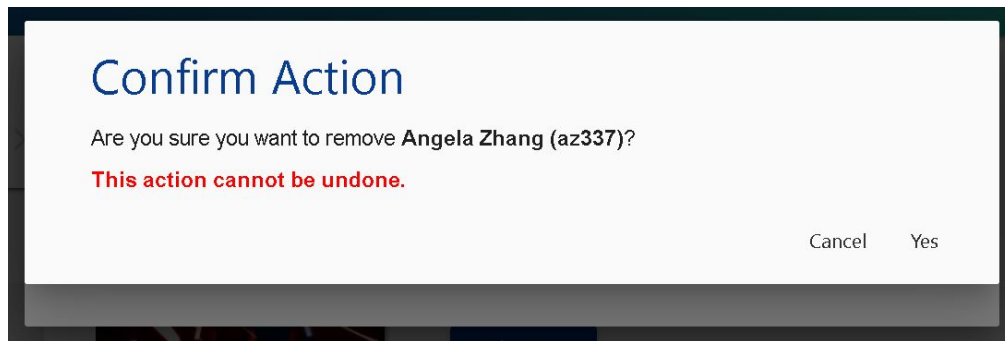 Confirm Action
Are you sure you want to remove Angela Zhang (az337)?
This action cannot be undone.
Cancel Yes